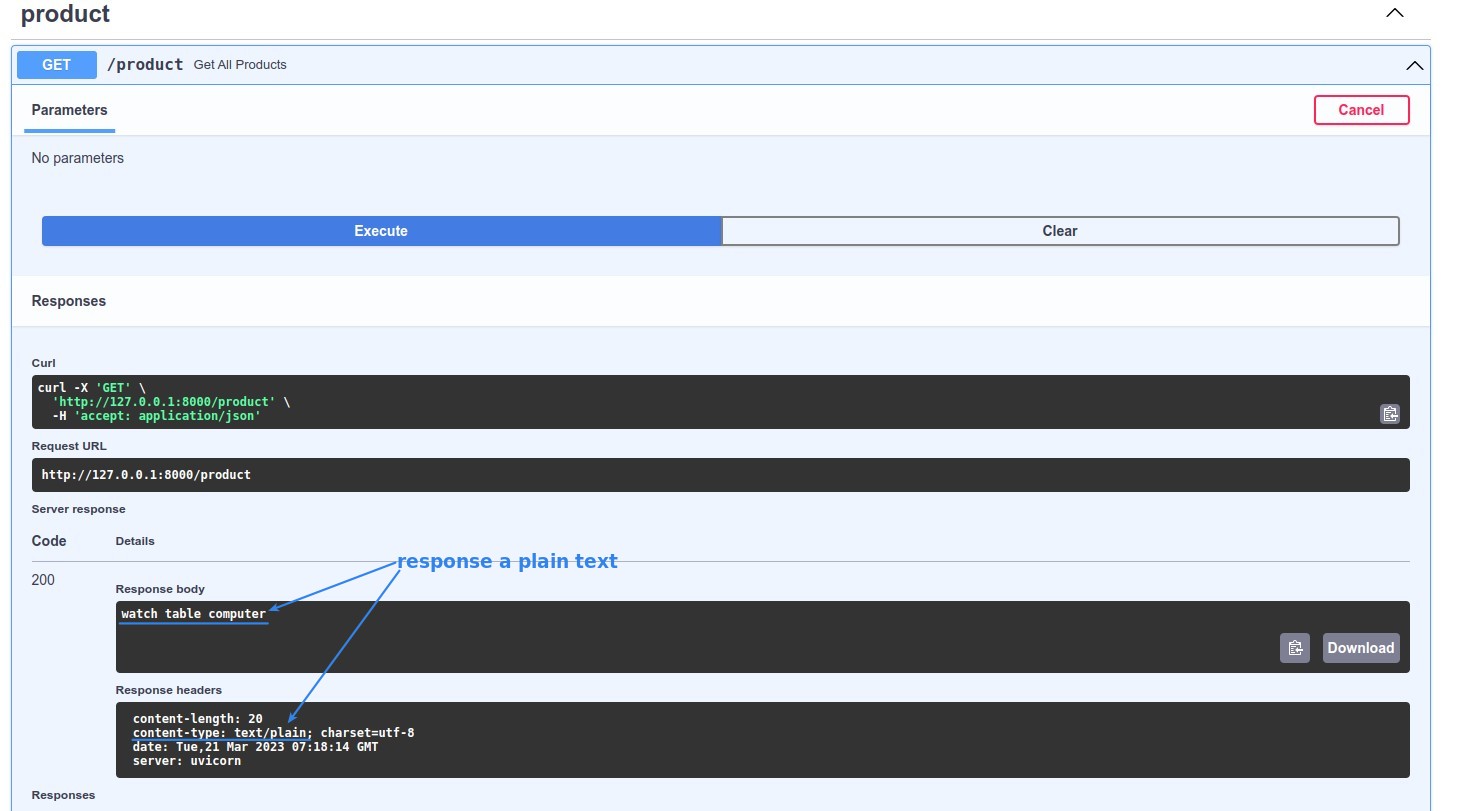 product
GET /product Get All Products
Parameters
Cancel
No parameters
Execute
Clear
Responses
Curl
curl -X 'GET' \
'http://127.0.0.1:8000/product' \
-H 'accept: application/json'
Request URL
http://127.0.0.1:8000/product
Server response
Code
Details
response a plain text
200
Response body
watch table computer
Download
Response headers
content-length: 20
content-type: text/plain; charset=utf-8
date: Tue,21 Mar 2023 07:18:14 GMT
server: uvicorn
Responses